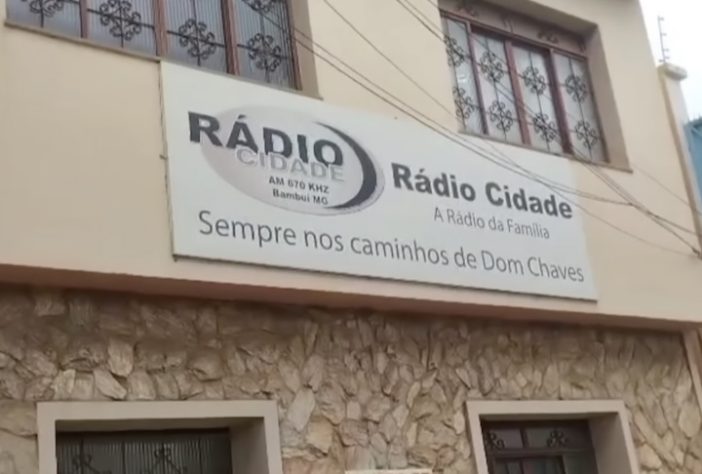 RÁDIO
CIDADE
AM 670 KHZ
Bambuí MG
Rádio Cidade
A Rádio da Família
Sempre nos caminhos de Dom Chaves